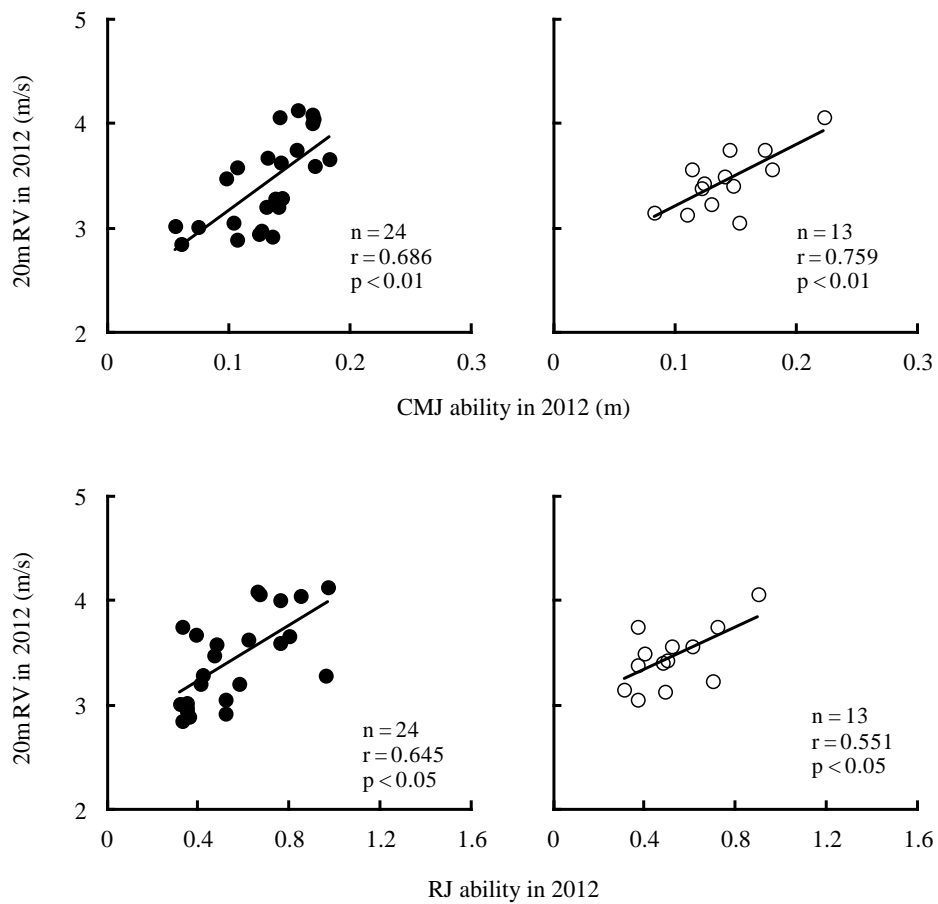 20mRV in 2012 (m/s)
5
4
3
2
0
0.1
0.2
0.3
n = 24
r = 0.686
p < 0.01
0
0.1
0.2
0.3
n = 13
r = 0.759
p < 0.01
CMJ ability in 2012 (m)
20mRV in 2012 (m/s)
5
4
3
2
0
0.4
0.8
1.2
1.6
n = 24
r = 0.645
p < 0.05
0
0.4
0.8
1.2
1.6
n = 13
r = 0.551
p < 0.05
RJ ability in 2012